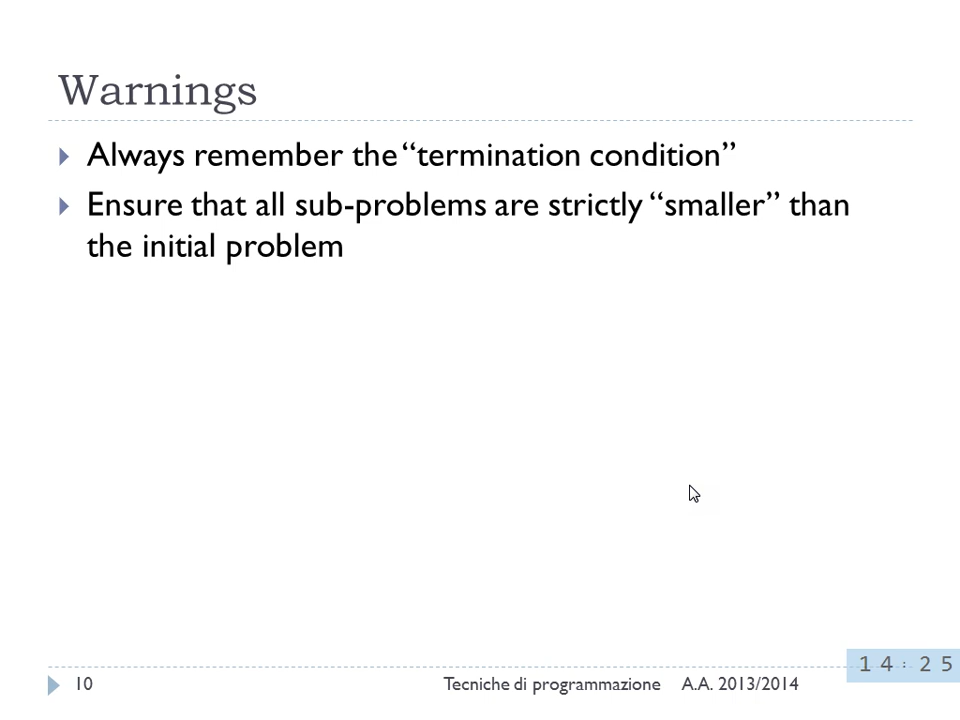 Warnings
Always remember the “termination condition”
Ensure that all sub-problems are strictly “smaller” than
the initial problem
14:25
10 Tecniche di programmazione A.A. 2013/2014